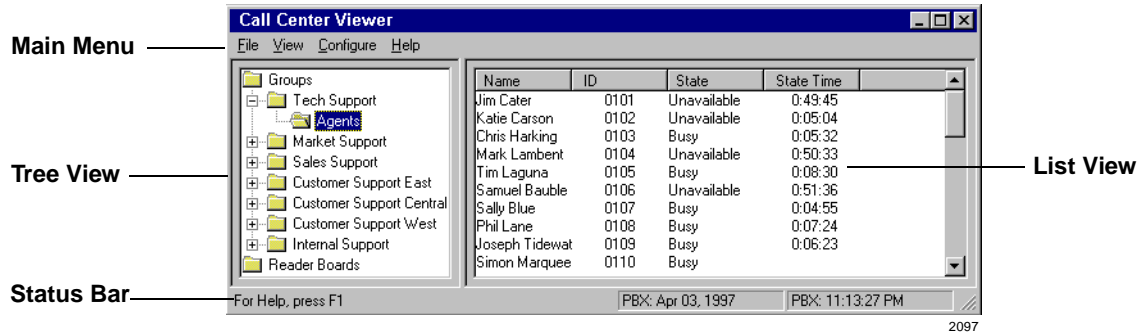 Call Center Viewer
Main Menu
File View Configure Help
Groups
Tech Support
Agents
Market Support
Sales Support
Customer Support East
Customer Support Central
Customer Support West
Internal Support
Reader Boards
Tree View
Name ID State State Time
Jim Cater 0101 Unavailable 0:49:45
Katie Carson 0102 Unavailable 0:05:04
Chris Harking 0103 Busy 0:05:32
Mark Lambent 0104 Unavailable 0:50:33
Tim Laguna 0105 Busy 0:08:30
Samuel Bauble 0106 Unavailable 0:51:36
Sally Blue 0107 Busy 0:04:55
Phil Lane 0108 Busy 0:07:24
Joseph Tidewat 0109 Busy 0:06:23
Simon Marquee 0110 Busy
List View
Status Bar
For Help, press F1
PBX: Apr 03, 1997
PBX: 11:13:27 PM
2097